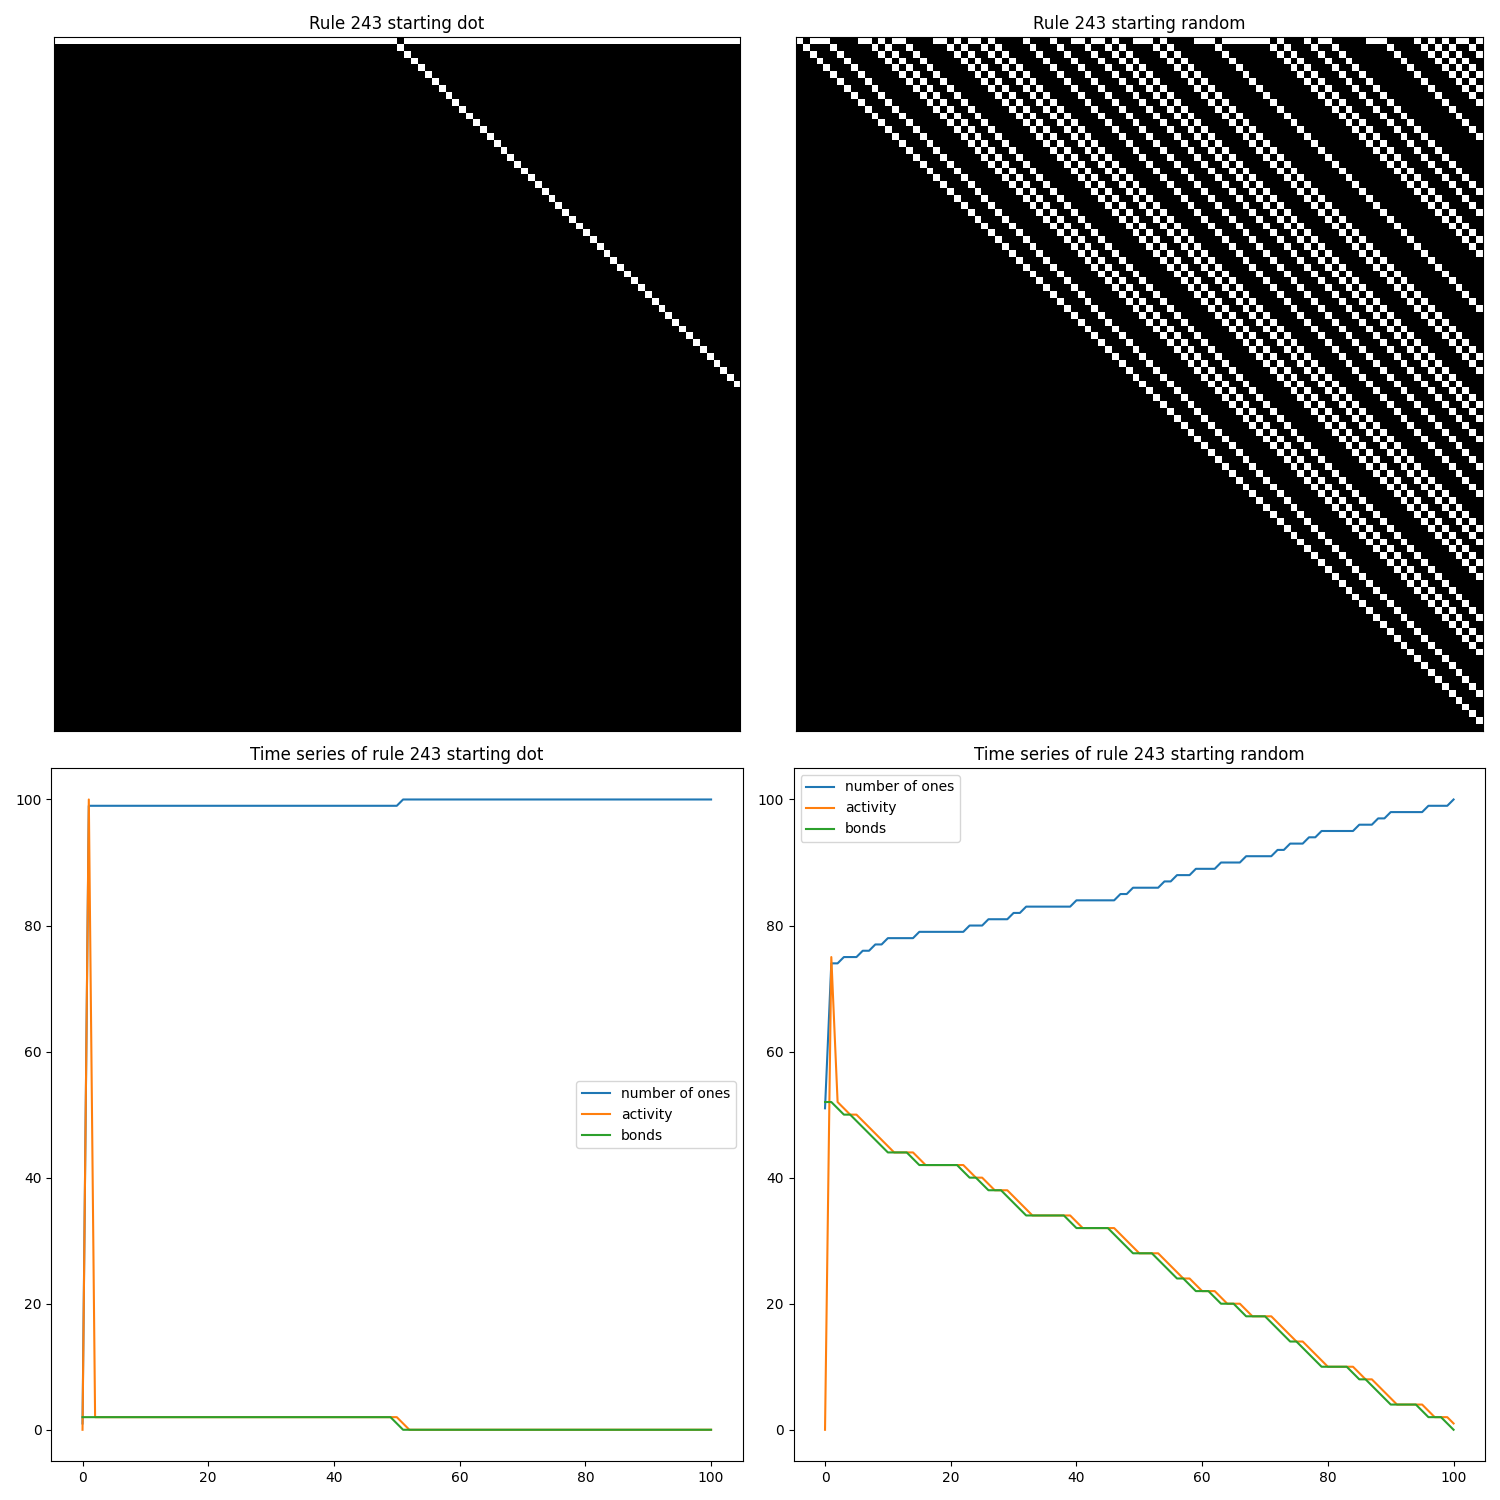 Rule 243 starting dot
Rule 243 starting random
Time series of rule 243 starting dot
100
80
60
40
20
0
number of ones
activity
bonds
0 20 40 60 80 100
Time series of rule 243 starting random
100
80
60
40
20
0
number of ones
activity
bonds
0 20 40 60 80 100